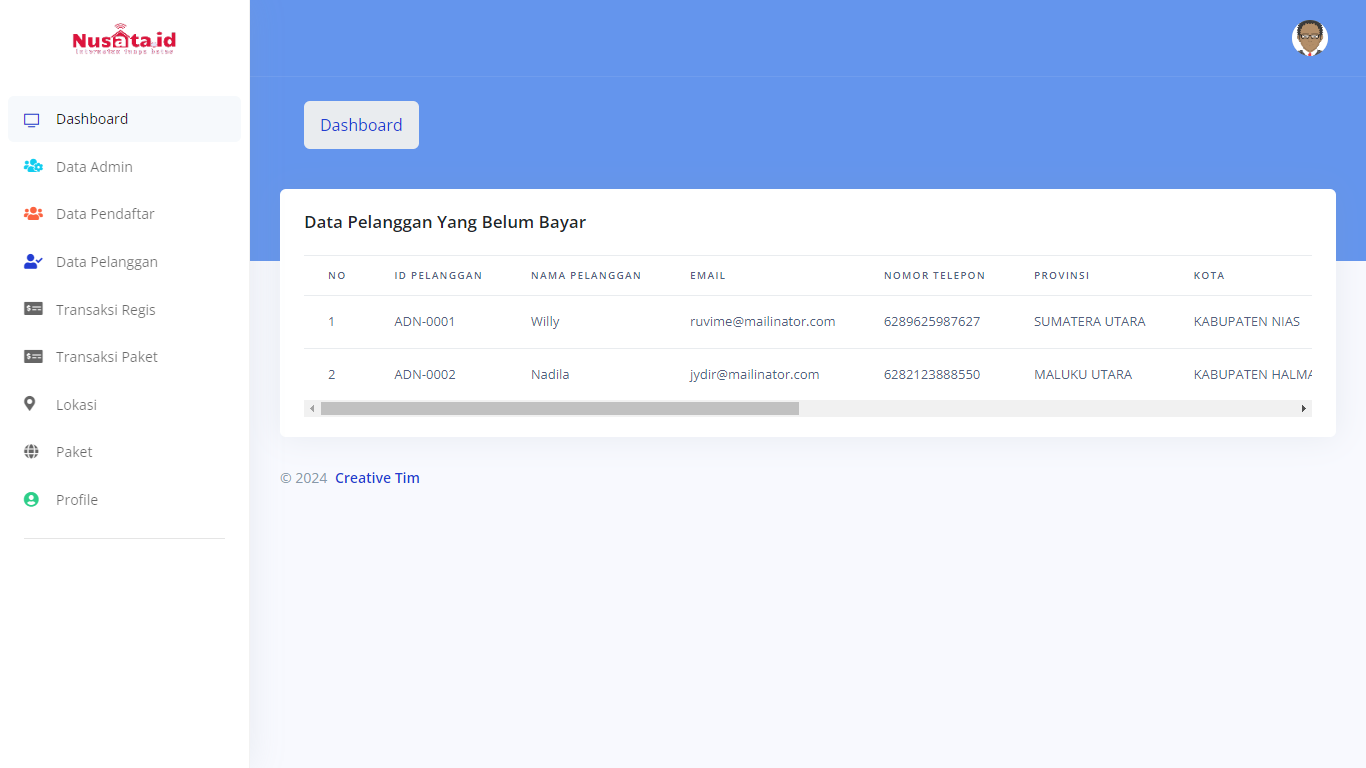 Nusata.id
Dashboard
Data Admin
Data Pendaftar
Data Pelanggan
Transaksi Regis
Transaksi Paket
Lokasi
Paket
Profile
Dashboard
Data Pelanggan Yang Belum Bayar
NO ID PELANGGAN NAMA PELANGGAN EMAIL NOMOR TELEPON PROVINSI KOTA
1 ADN-0001 Willy ruvime@mailinator.com 6289625987627 SUMATERA UTARA KABUPATEN NIAS
2 ADN-0002 Nadila jydir@mailinator.com 6282123888550 MALUKU UTARA KABUPATEN HALMA
© 2024 Creative Tim